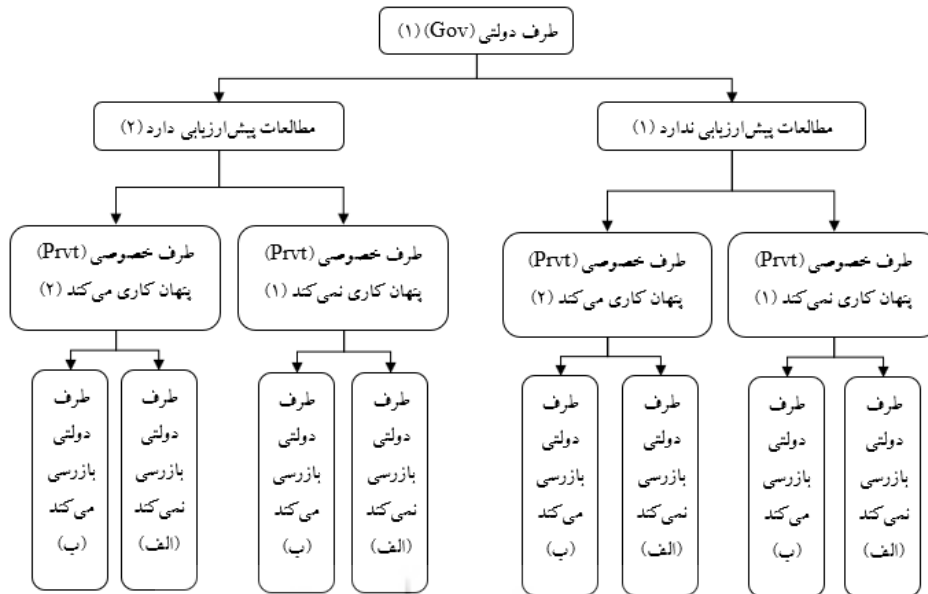 طرف دولتی (Gov) (۱)
مطالعات پیش‌ارزیابی ندارد (۱)
مطالعات پیش‌ارزیابی دارد (۲)
طرف خصوصی (Prvt)
پتهان کاری نمی‌کند (۱)
طرف خصوصی (Prvt)
پتهان کاری می‌کند (۲)
طرف خصوصی (Prvt)
پتهان کاری نمی‌کند (۱)
طرف خصوصی (Prvt)
پتهان کاری می‌کند (۲)
طرف
دولتی
بازرسی
نمی‌کند
(الف)
طرف
دولتی
بازرسی
می‌کند
(ب)
طرف
دولتی
بازرسی
نمی‌کند
(الف)
طرف
دولتی
بازرسی
می‌کند
(ب)
طرف
دولتی
بازرسی
نمی‌کند
(الف)
طرف
دولتی
بازرسی
می‌کند
(ب)
طرف
دولتی
بازرسی
نمی‌کند
(الف)
طرف
دولتی
بازرسی
می‌کند
(ب)